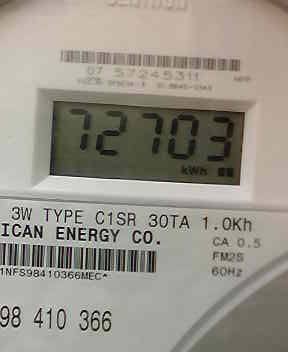 CENTRON
07 57245311
72703
kWh
3W TYPE C1SR 30TA 1.0Kh
ICAN ENERGY CO.
CA 0.5
FM2S
60Hz
1NFS98410366MEC*
98 410 366